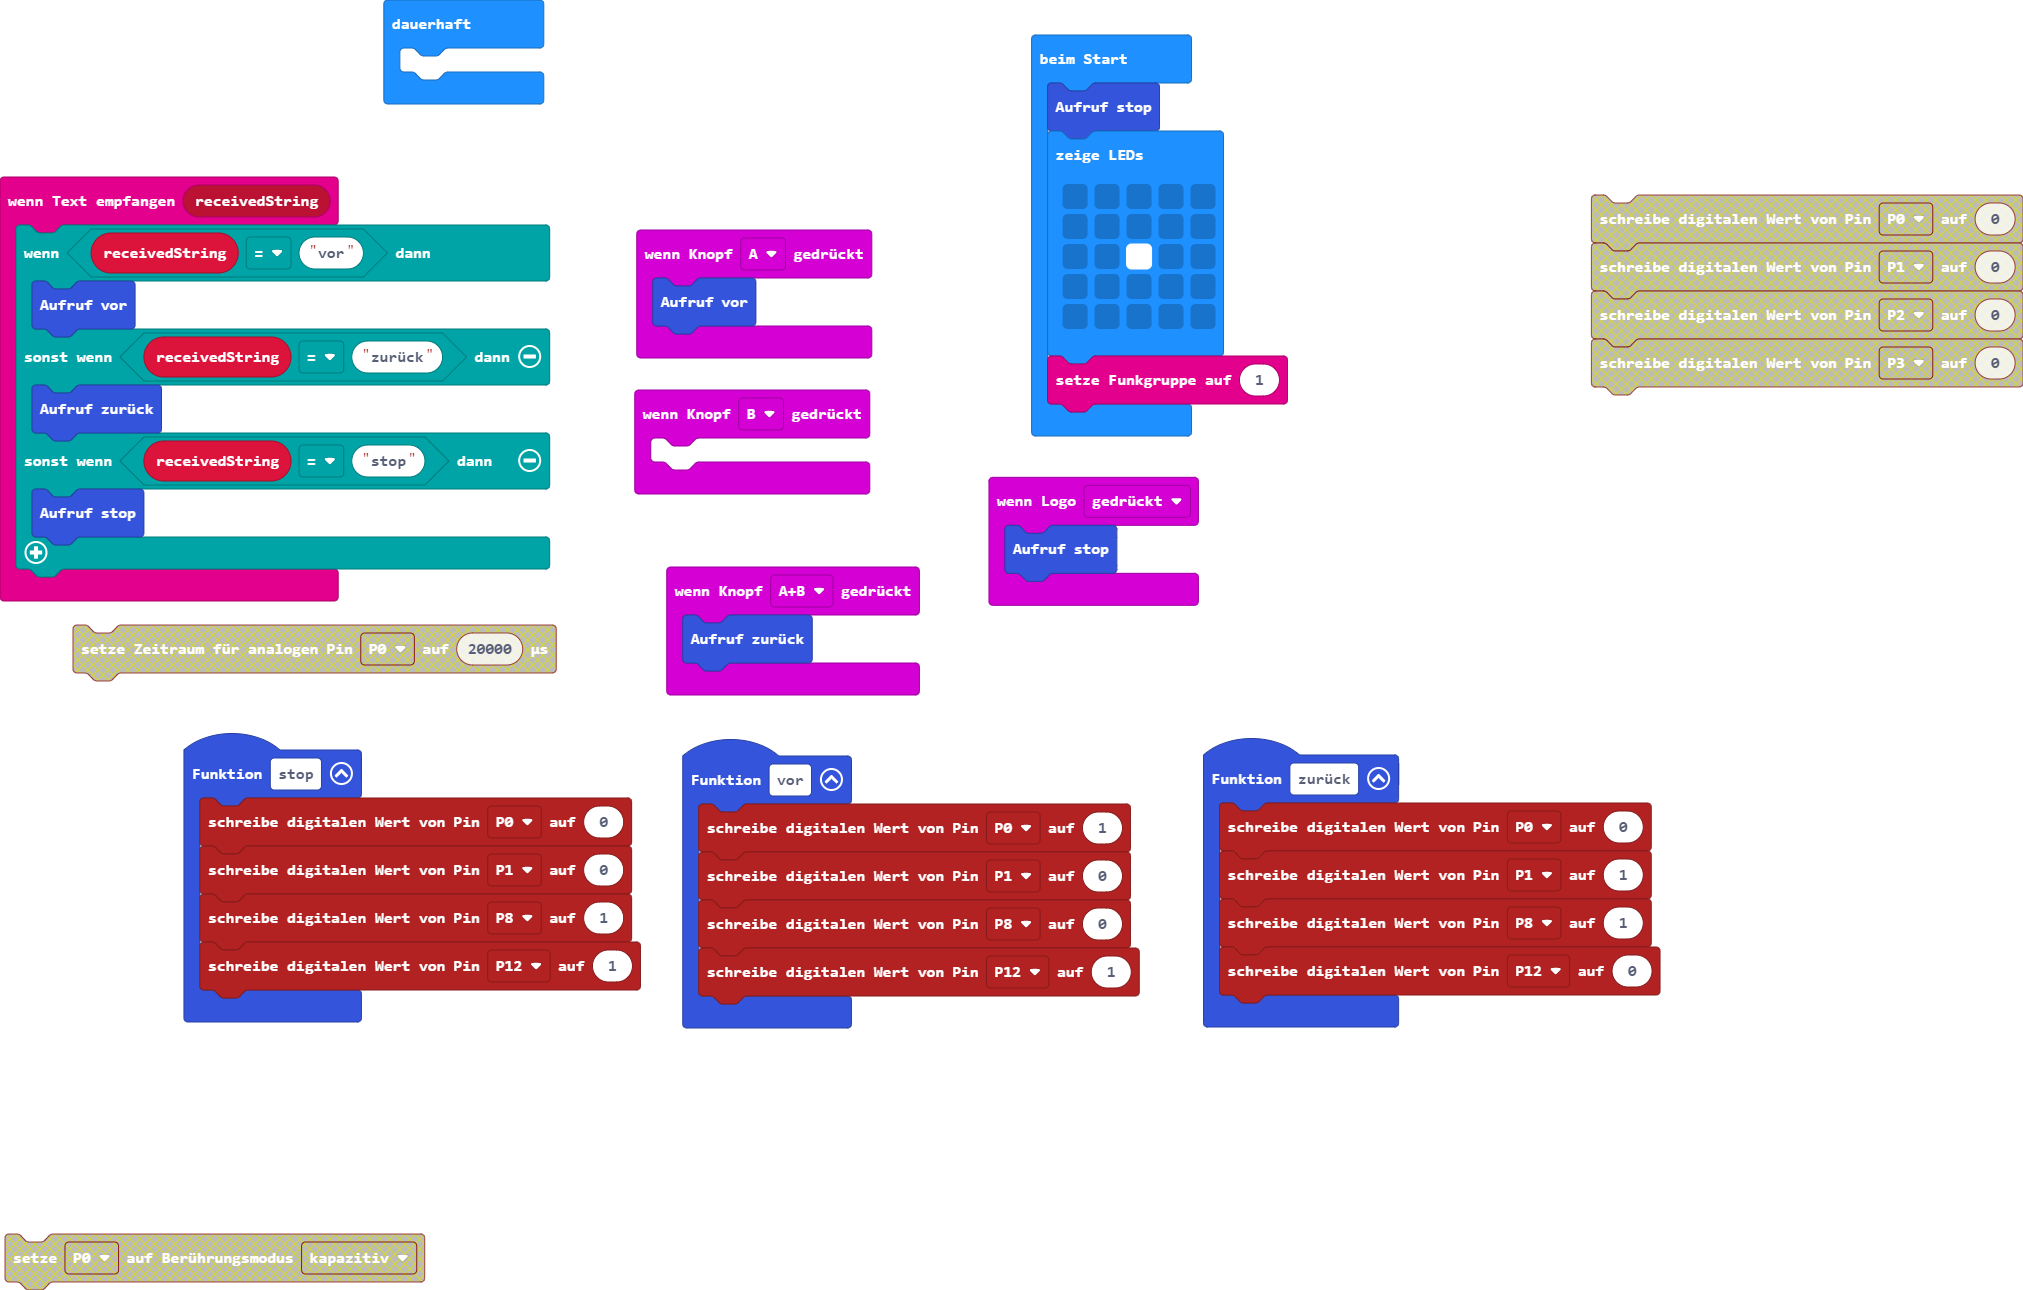 dauerhaft
beim Start
Aufruf stop
zeige LEDs
setze Funkgruppe auf 1
schreibe digitalen Wert von Pin P0 auf 0
schreibe digitalen Wert von Pin P1 auf 0
schreibe digitalen Wert von Pin P2 auf 0
schreibe digitalen Wert von Pin P3 auf 0
wenn Text empfangen receivedString
wenn receivedString = "vor" dann
Aufruf vor
sonst wenn receivedString = "zurück" dann
Aufruf zurück
sonst wenn receivedString = "stop" dann
Aufruf stop
wenn Knopf A gedrückt
Aufruf vor
wenn Knopf B gedrückt
wenn Logo gedrückt
Aufruf stop
wenn Knopf A+B gedrückt
Aufruf zurück
setze Zeitraum für analogen Pin P0 auf 20000 µs
Funktion stop
schreibe digitalen Wert von Pin P0 auf 0
schreibe digitalen Wert von Pin P1 auf 0
schreibe digitalen Wert von Pin P8 auf 1
schreibe digitalen Wert von Pin P12 auf 1
Funktion vor
schreibe digitalen Wert von Pin P0 auf 1
schreibe digitalen Wert von Pin P1 auf 0
schreibe digitalen Wert von Pin P8 auf 0
schreibe digitalen Wert von Pin P12 auf 1
Funktion zurück
schreibe digitalen Wert von Pin P0 auf 0
schreibe digitalen Wert von Pin P1 auf 1
schreibe digitalen Wert von Pin P8 auf 1
schreibe digitalen Wert von Pin P12 auf 0
setze P0 auf Berührungsmodus kapazitiv